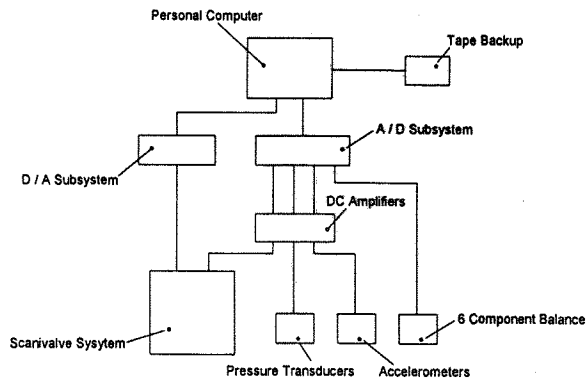 Personal Computer
Tape Backup
A / D Subsystem
D / A Subsystem
DC Amplifiers
6 Component Balance
Scanivalve Sysytem
Pressure Transducers
Accelerometers